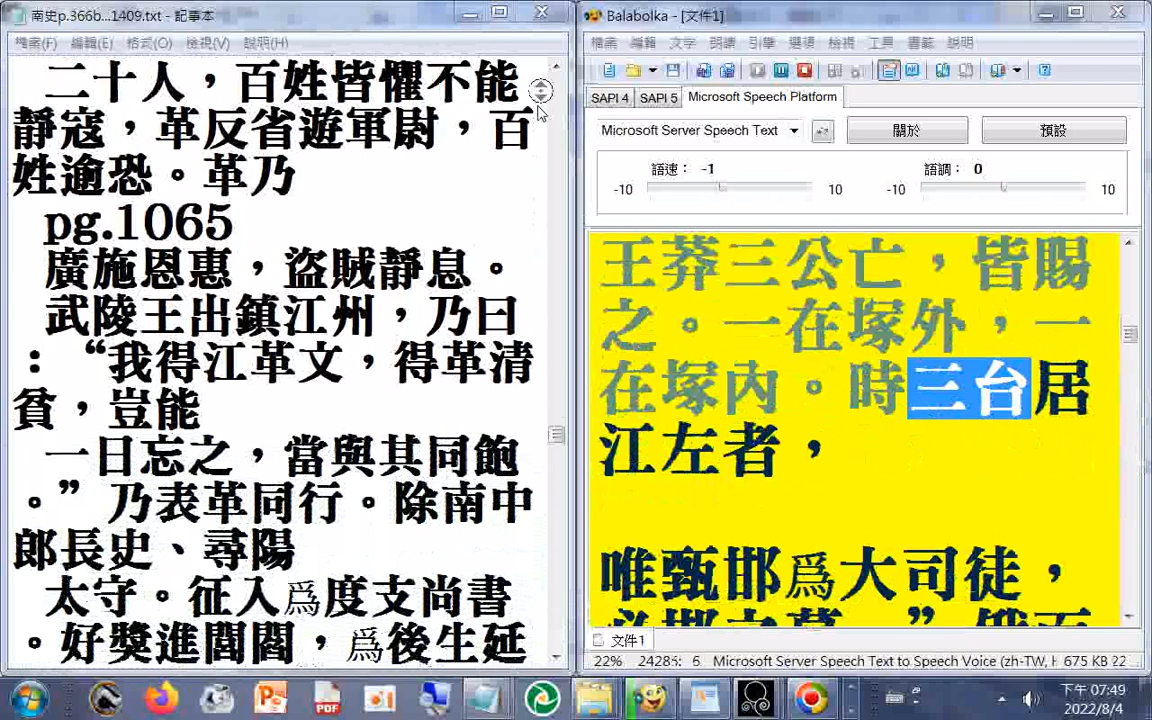 南史p.366b...1409.txt - 記事本
檔案(F) 編輯(E) 格式(O) 檢視(V) 說明(H)
二十人，百姓皆懼不能
靜寇，革反省遊軍尉，百
姓逾恐。革乃
pg.1065
廣施恩惠，盜賊靜息。
武陵王出鎮江州，乃曰
：“我得江革文，得革清
貧，豈能
一日忘之，當與其同飽
。”乃表革同行。除南中
郎長史、尋陽
太守。征入爲度支尚書
。好獎進閭閻，爲後生延
Balabolka - [文件1]
檔案 編輯 文字 朗讀 引擎 選項 檢視 工具 書籤 說明
SAPI 4 SAPI 5 Microsoft Speech Platform
Microsoft Server Speech Text 關於 預設
語速： -1 語調： 0
-10 10 -10 10
王莽三公亡，皆賜
之。一在塚外，一
在塚內。時三台居
江左者，
唯甄邯爲大司徒，
必邯之墓。”俄而
文件1
22% 24285: 6 Microsoft Server Speech Text to Speech Voice (zh-TW, H 675 KB 22
下午 07:49
2022/8/4